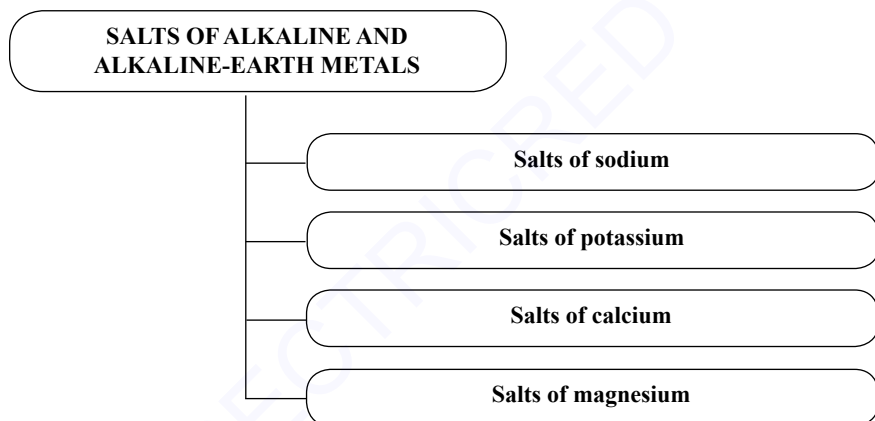 SALTS OF ALKALINE AND
ALKALINE-EARTH METALS
Salts of sodium
Salts of potassium
Salts of calcium
Salts of magnesium
ECTRICRED